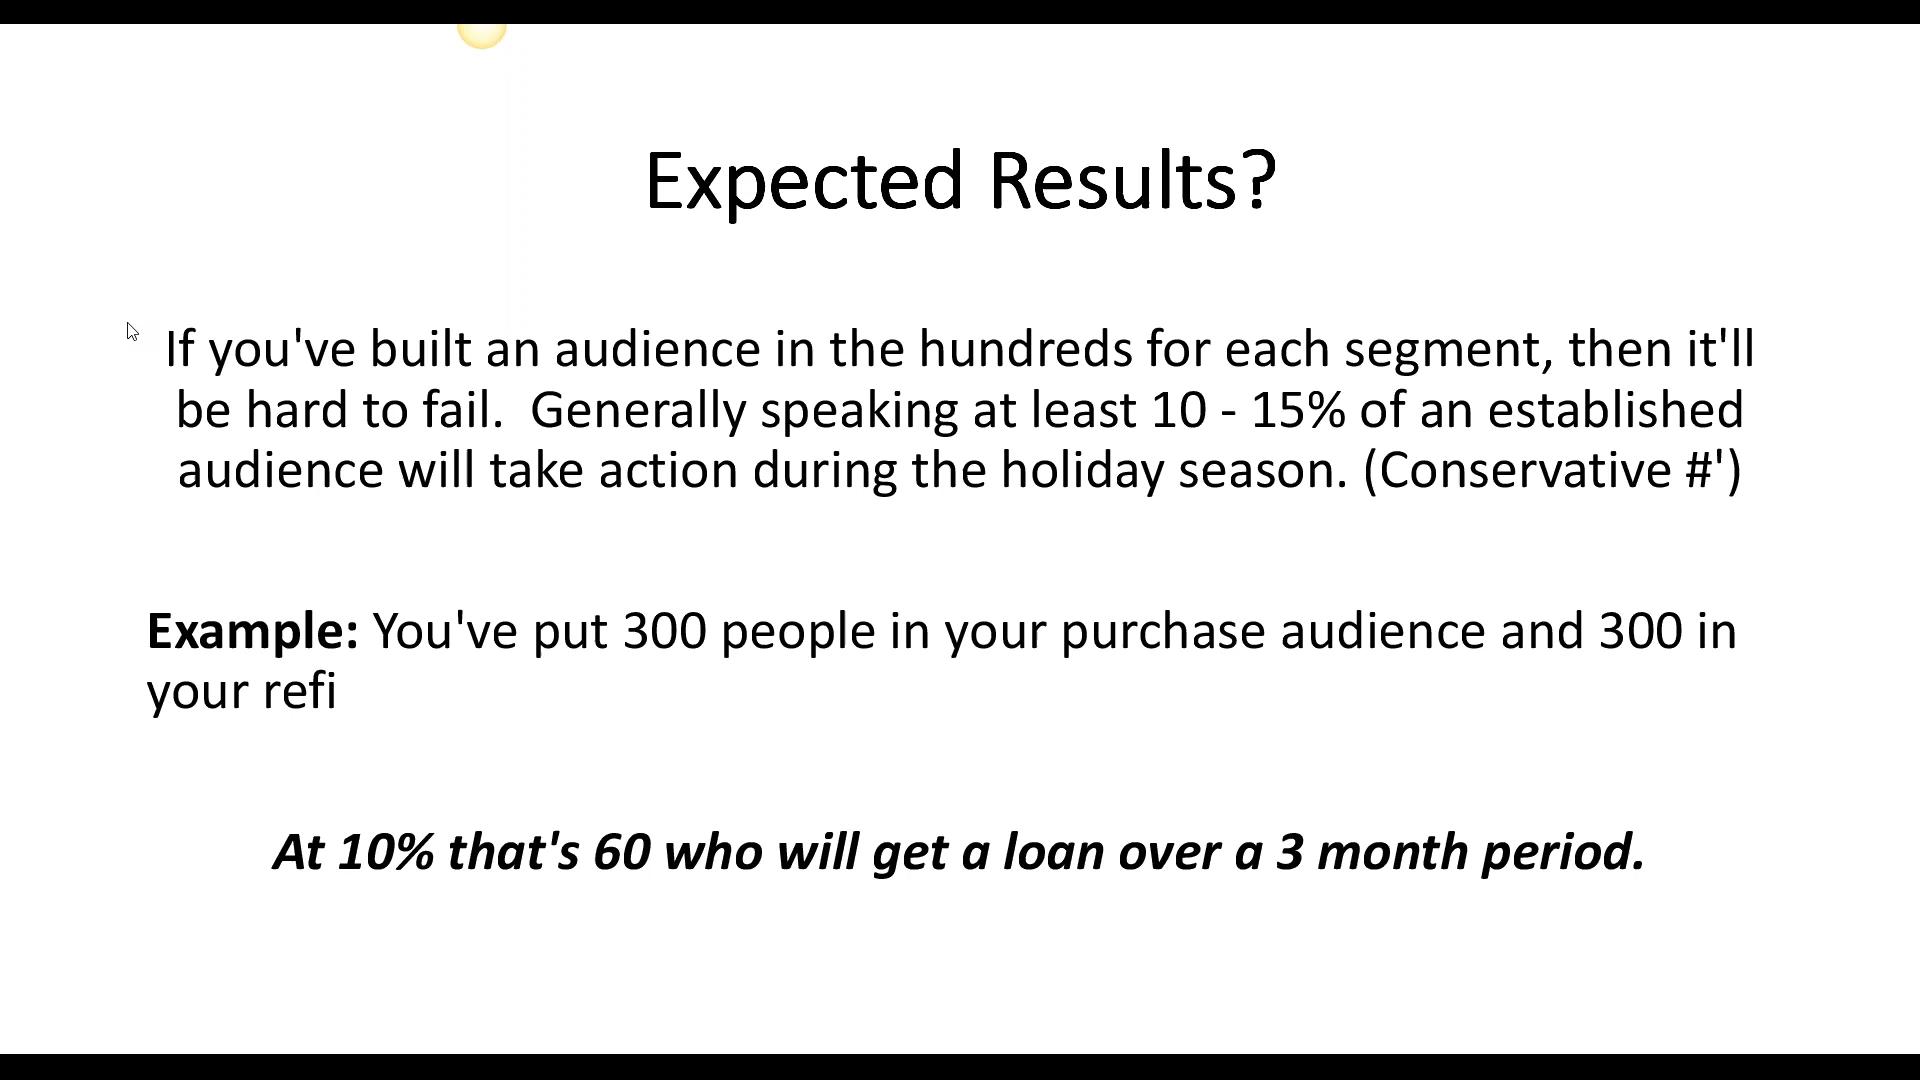 Expected Results?
If you've built an audience in the hundreds for each segment, then it'll
be hard to fail.  Generally speaking at least 10 - 15% of an established
audience will take action during the holiday season. (Conservative #')
Example: You've put 300 people in your purchase audience and 300 in
your refi
At 10% that's 60 who will get a loan over a 3 month period.